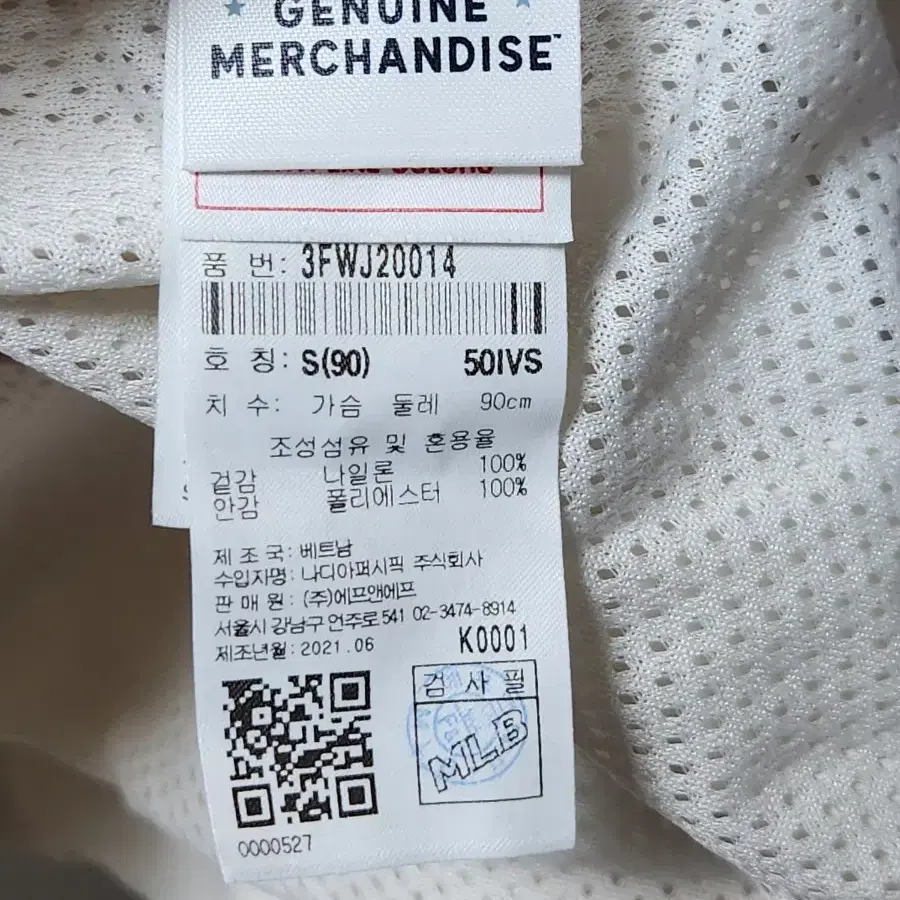 GENUINE
MERCHANDISE™
품 번: 3FWJ20014
호 칭: S(90) 50IVS
치 수: 가슴 둘레 90cm
조성섬유 및 혼용율
겉감 나일론 100%
안감 폴리에스터 100%
제 조 국: 베트남
수입자명: 나디아퍼시픽 주식회사
판 매 원: (주)에프앤에프
서울시 강남구 언주로541 02-3474-8914
제조년월: 2021.06 K0001
검 사 필
MLB
0000527